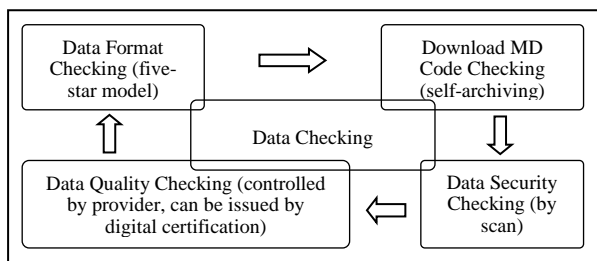 Data Format
Checking (five-
star model)
Download MD
Code Checking
(self-archiving)
Data Checking
Data Quality Checking (controlled
by provider, can be issued by
digital certification)
Data Security
Checking (by
scan)